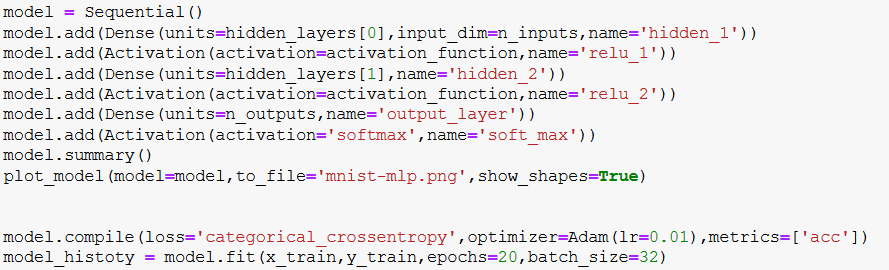 model = Sequential()
model.add(Dense(units=hidden_layers[0],input_dim=n_inputs,name='hidden_1'))
model.add(Activation(activation=activation_function,name='relu_1'))
model.add(Dense(units=hidden_layers[1],name='hidden_2'))
model.add(Activation(activation=activation_function,name='relu_2'))
model.add(Dense(units=n_outputs,name='output_layer'))
model.add(Activation(activation='softmax',name='soft_max'))
model.summary()
plot_model(model=model,to_file='mnist-mlp.png',show_shapes=True)
model.compile(loss='categorical_crossentropy',optimizer=Adam(lr=0.01),metrics=['acc'])
model_histoty = model.fit(x_train,y_train,epochs=20,batch_size=32)